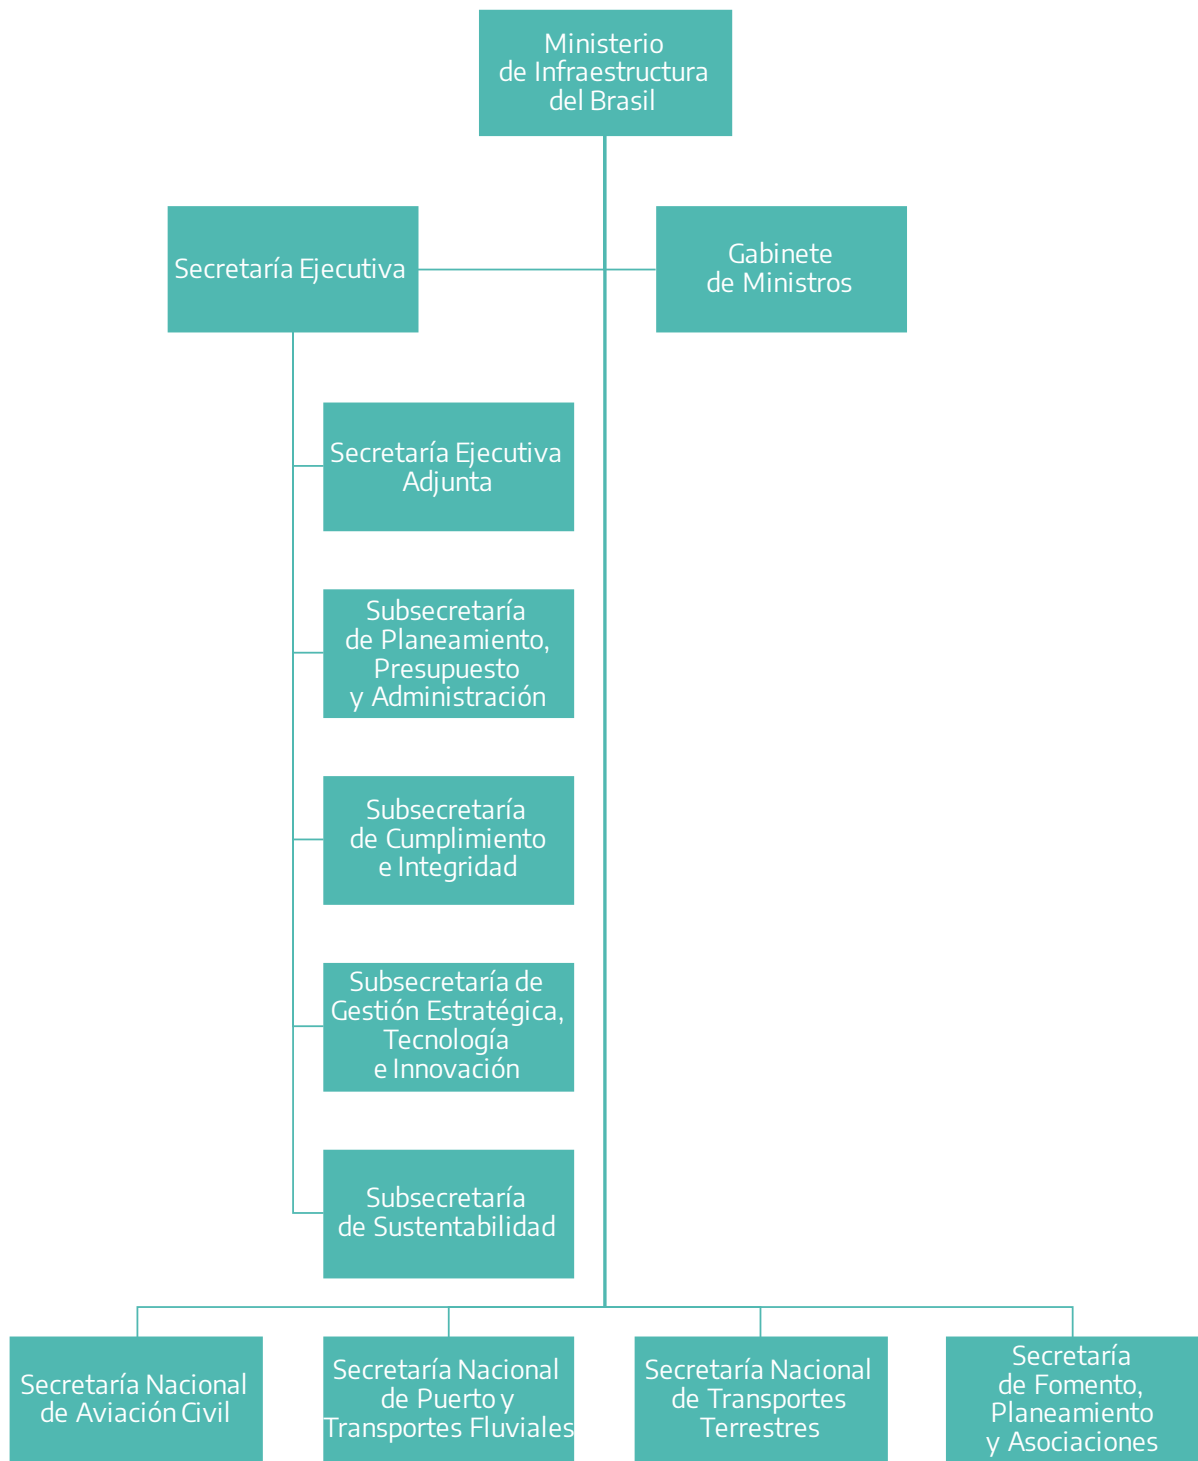 Ministerio
de Infraestructura
del Brasil
Secretaría Ejecutiva
Gabinete
de Ministros
Secretaría Ejecutiva
Adjunta
Subsecretaría
de Planeamiento,
Presupuesto
y Administración
Subsecretaría
de Cumplimiento
e Integridad
Subsecretaría de
Gestión Estratégica,
Tecnología
e Innovación
Subsecretaría
de Sustentabilidad
Secretaría Nacional
de Aviación Civil
Secretaría Nacional
de Puerto y
Transportes Fluviales
Secretaría Nacional
de Transportes
Terrestres
Secretaría
de Fomento,
Planeamiento
y Asociaciones